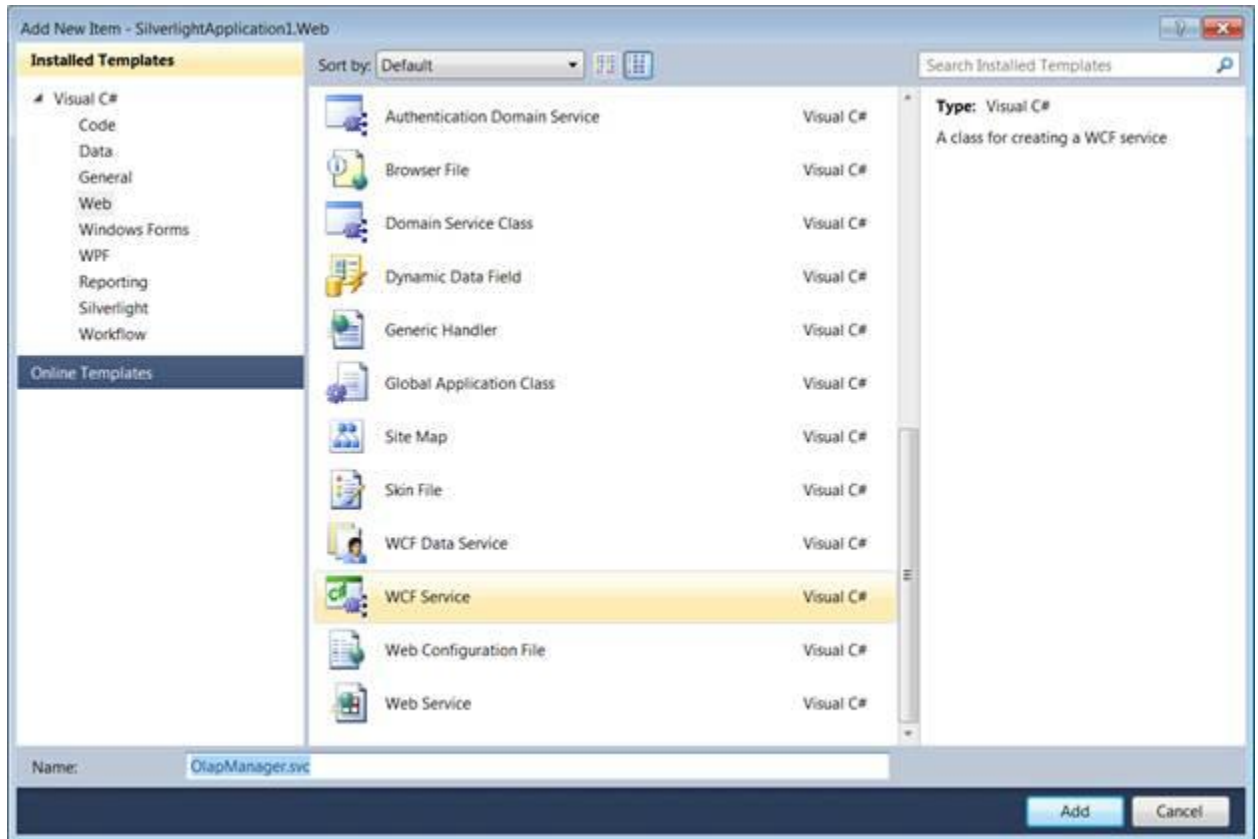 Add New Item - SilverlightApplication1.Web
Installed Templates
Sort by: Default
Search Installed Templates
Visual C#
Code
Data
General
Web
Windows Forms
WPF
Reporting
Silverlight
Workflow
Online Templates
Authentication Domain Service Visual C#
Browser File Visual C#
Domain Service Class Visual C#
Dynamic Data Field Visual C#
Generic Handler Visual C#
Global Application Class Visual C#
Site Map Visual C#
Skin File Visual C#
WCF Data Service Visual C#
WCF Service Visual C#
Web Configuration File Visual C#
Web Service Visual C#
Type: Visual C#
A class for creating a WCF service
Name: OlapManager.svc
Add Cancel